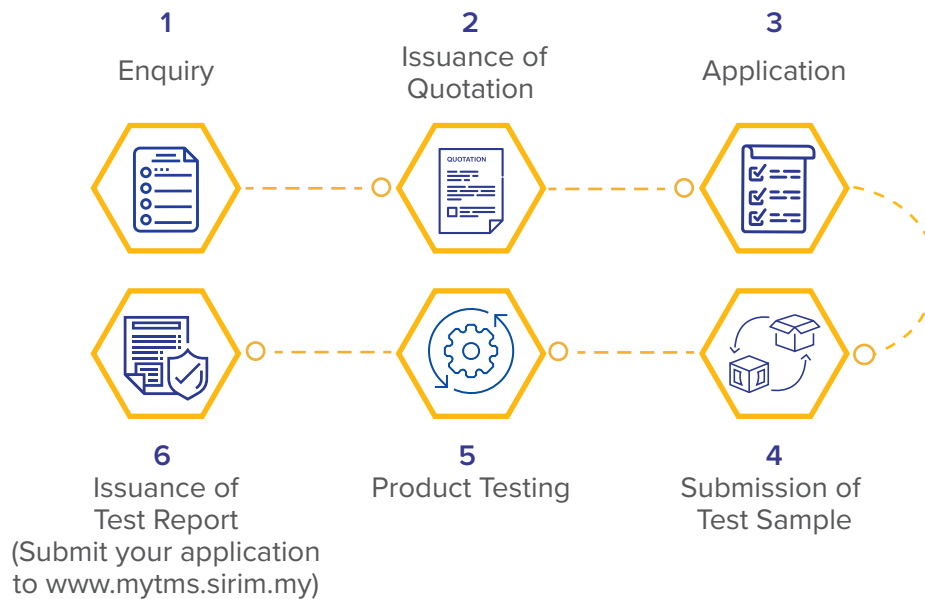 1
Enquiry
2
Issuance of
Quotation
3
Application
QUOTATION
4
Submission of
Test Sample
5
Product Testing
6
Issuance of
Test Report
(Submit your application
to www.mytms.sirim.my)